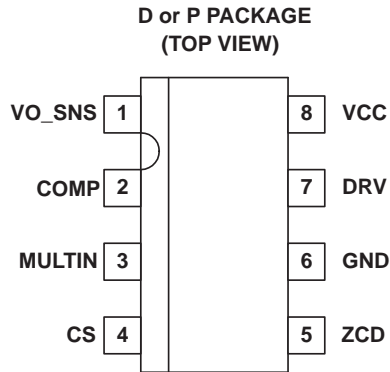 D or P PACKAGE
(TOP VIEW)
VO_SNS 1 8 VCC
COMP 2 7 DRV
MULTIN 3 6 GND
CS 4 5 ZCD